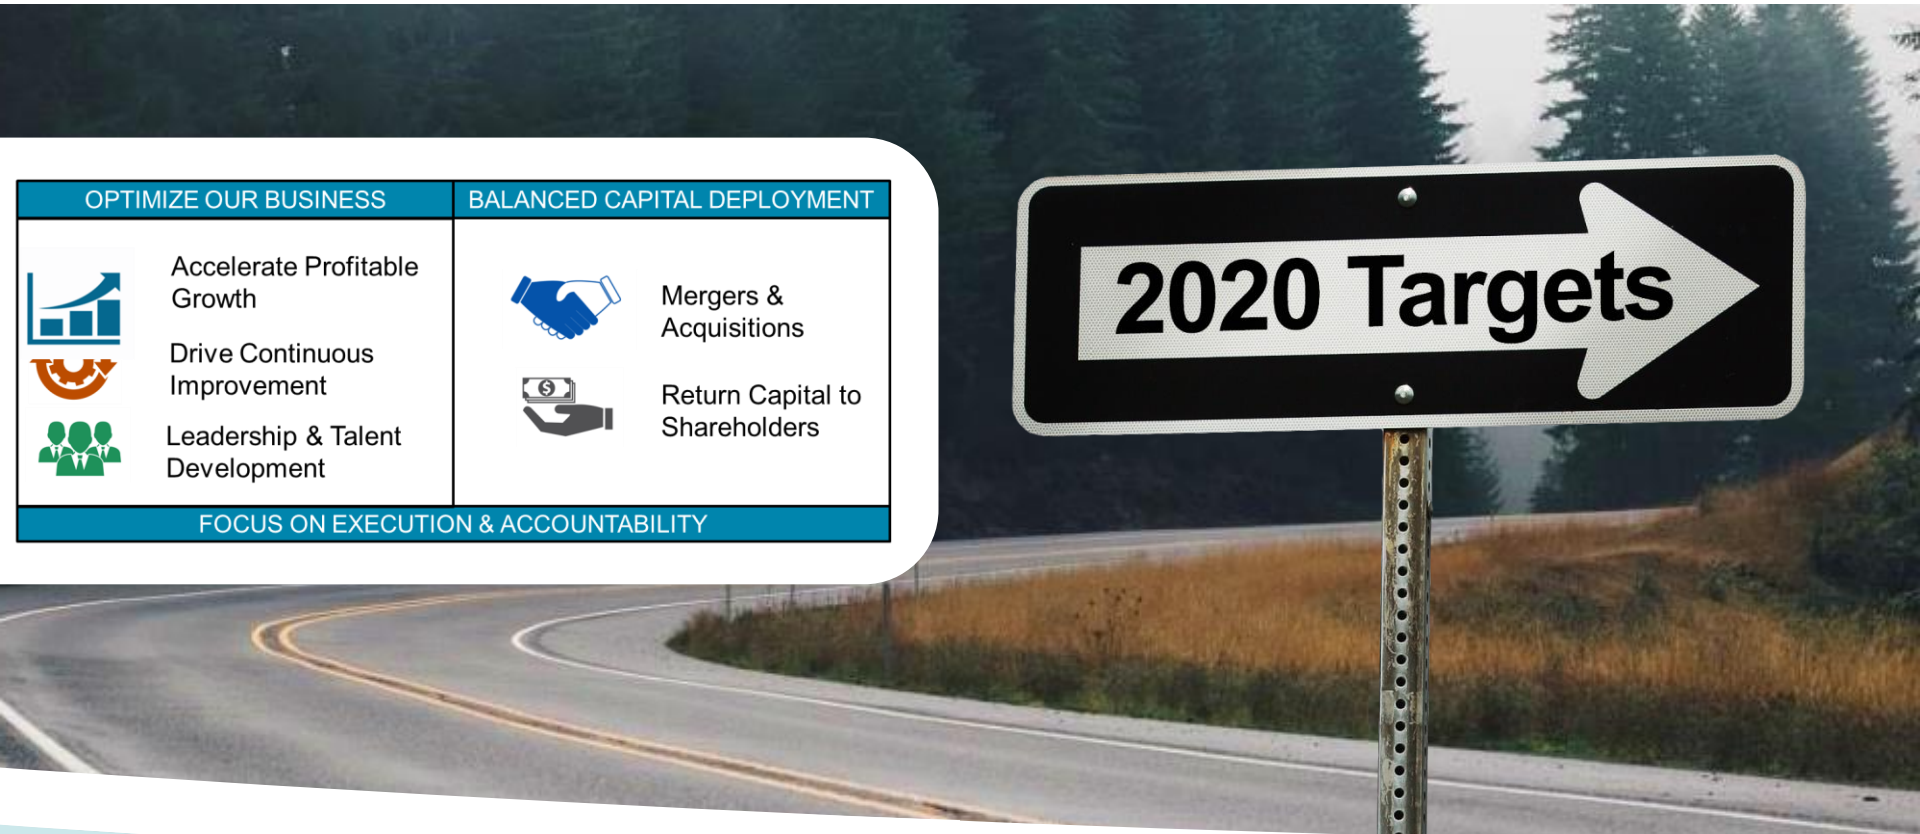 OPTIMIZE OUR BUSINESS
BALANCED CAPITAL DEPLOYMENT
Accelerate Profitable
Growth
Drive Continuous
Improvement
Leadership & Talent
Development
Mergers &
Acquisitions
Return Capital to
Shareholders
FOCUS ON EXECUTION & ACCOUNTABILITY
2020 Targets